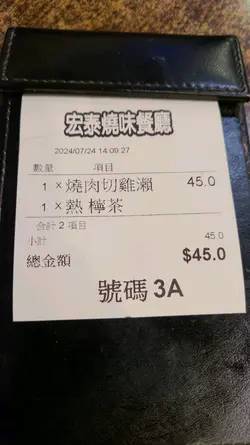 宏泰燒味餐廳
2024/07/24 14:09:27
數量 項目
1 × 燒肉切雞瀨 45.0
1 × 熱 檸茶
合計 2 項目
小計 45.0
總金額 $45.0
號碼 3A